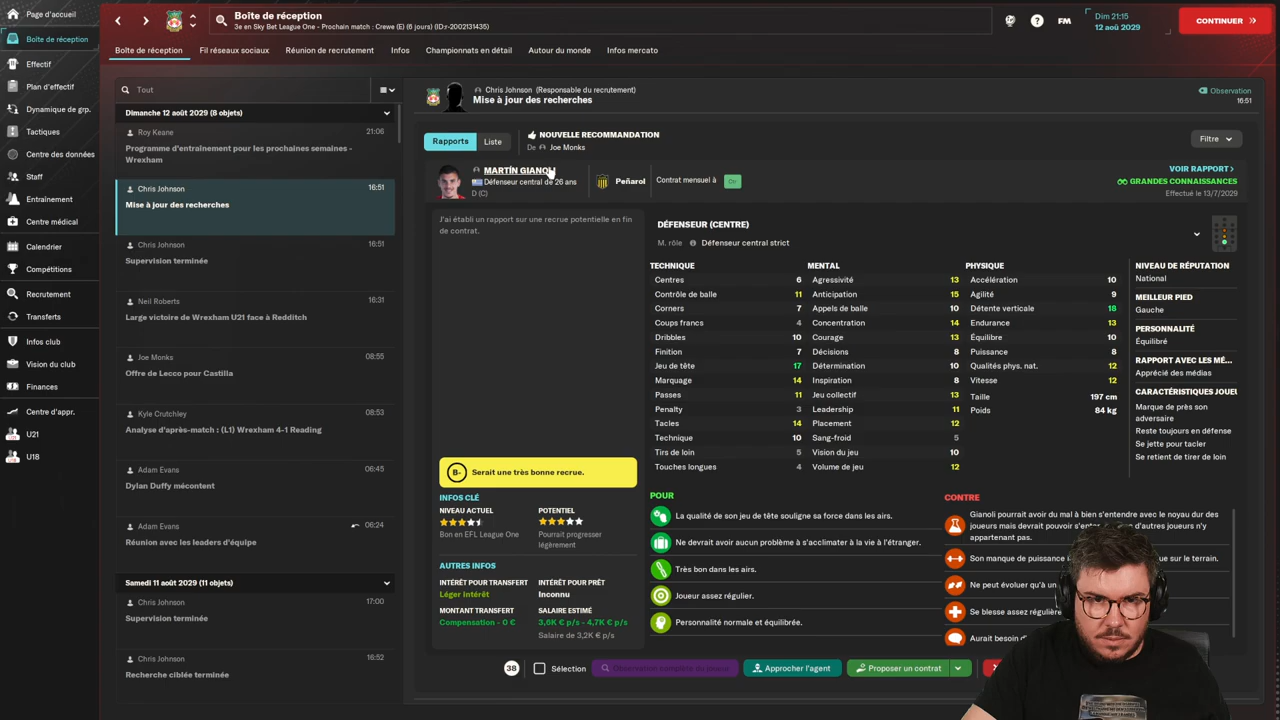 Page d'accueil
Boîte de réception
Effectif
Plan d'effectif
Dynamique de grp.
Tactiques
Centre des données
Staff
Entraînement
Centre médical
Calendrier
Compétitions
Recrutement
Transferts
Infos club
Vision du club
Finances
Centre d'appr.
U21
U18
Boîte de réception
3e en Sky Bet League One - Prochain match : Crewe (E) (6 jours) (ID:r-2002131435)
FM
Dim 21:15
12 août 2029
CONTINUER
Boîte de réception
Fil réseaux sociaux
Réunion de recrutement
Infos
Championnats en détail
Autour du monde
Infos mercato
Tout
Dimanche 12 août 2029 (8 objets)
Roy Keane
21:06
Programme d'entraînement pour les prochaines semaines -
Wrexham
Chris Johnson
16:51
Mise à jour des recherches
Chris Johnson
16:51
Supervision terminée
Neil Roberts
16:31
Large victoire de Wrexham U21 face à Redditch
Joe Monks
08:55
Offre de Lecco pour Castilla
Kyle Crutchley
08:53
Analyse d'après-match : (L1) Wrexham 4-1 Reading
Adam Evans
06:45
Dylan Duffy mécontent
Adam Evans
06:24
Réunion avec les leaders d'équipe
Samedi 11 août 2029 (11 objets)
Chris Johnson
17:00
Supervision terminée
Chris Johnson
16:52
Recherche ciblée terminée
Chris Johnson (Responsable du recrutement)
Mise à jour des recherches
Observation
16:51
Rapports
Liste
NOUVELLE RECOMMANDATION
De Joe Monks
Filtre
MARTÍN GIANOLI
Défenseur central de 26 ans
D (C)
Peñarol
Contrat mensuel à
VOIR RAPPORT >
GRANDES CONNAISSANCES
Effectué le 13/7/2029
J'ai établi un rapport sur une recrue potentielle en fin
de contrat.
B- Serait une très bonne recrue.
INFOS CLÉ
NIVEAU ACTUEL
Bon en EFL League One
POTENTIEL
Pourrait progresser
légèrement
AUTRES INFOS
INTÉRÊT POUR TRANSFERT
Léger intérêt
INTÉRÊT POUR PRÊT
Inconnu
MONTANT TRANSFERT
Compensation - 0 €
SALAIRE ESTIMÉ
3,6K € p/s - 4,7K € p/s
Salaire de 3,2K € p/s
DÉFENSEUR (CENTRE)
M. rôle Défenseur central strict
TECHNIQUE
Centres 6
Contrôle de balle 11
Corners 7
Coups francs 4
Dribbles 10
Finition 7
Jeu de tête 17
Marquage 14
Passes 11
Penalty 3
Tacles 14
Technique 10
Tirs de loin 5
Touches longues 4
MENTAL
Agressivité 13
Anticipation 15
Appels de balle 10
Concentration 14
Courage 13
Décisions 8
Détermination 10
Inspiration 8
Jeu collectif 13
Leadership 11
Placement 12
Sang-froid 5
Vision du jeu 10
Volume de jeu 12
PHYSIQUE
Accélération 10
Agilité 9
Détente verticale 18
Endurance 13
Équilibre 10
Puissance 8
Qualités phys. nat. 12
Vitesse 12
Taille 197 cm
Poids 84 kg
NIVEAU DE RÉPUTATION
National
MEILLEUR PIED
Gauche
PERSONNALITÉ
Équilibré
RAPPORT AVEC LES MÉ...
Apprécié des médias
CARACTÉRISTIQUES JOUEU
Marque de près son
adversaire
Reste toujours en défense
Se jette pour tacler
Se retient de tirer de loin
POUR
La qualité de son jeu de tête souligne sa force dans les airs.
Ne devrait avoir aucun problème à s'acclimater à la vie à l'étranger.
Très bon dans les airs.
Joueur assez régulier.
Personnalité normale et équilibrée.
CONTRE
Gianoli pourrait avoir du mal à bien s'entendre avec le noyau dur des
joueurs mais devrait pouvoir s'enten d'autres joueurs n'y
appartenant pas.
Son manque de puissance que sur le terrain.
Ne peut évoluer qu'à un
Se blesse assez régulière
Aurait besoin d
38
Sélection
Observation complète du joueur
Approcher l'agent
Proposer un contrat